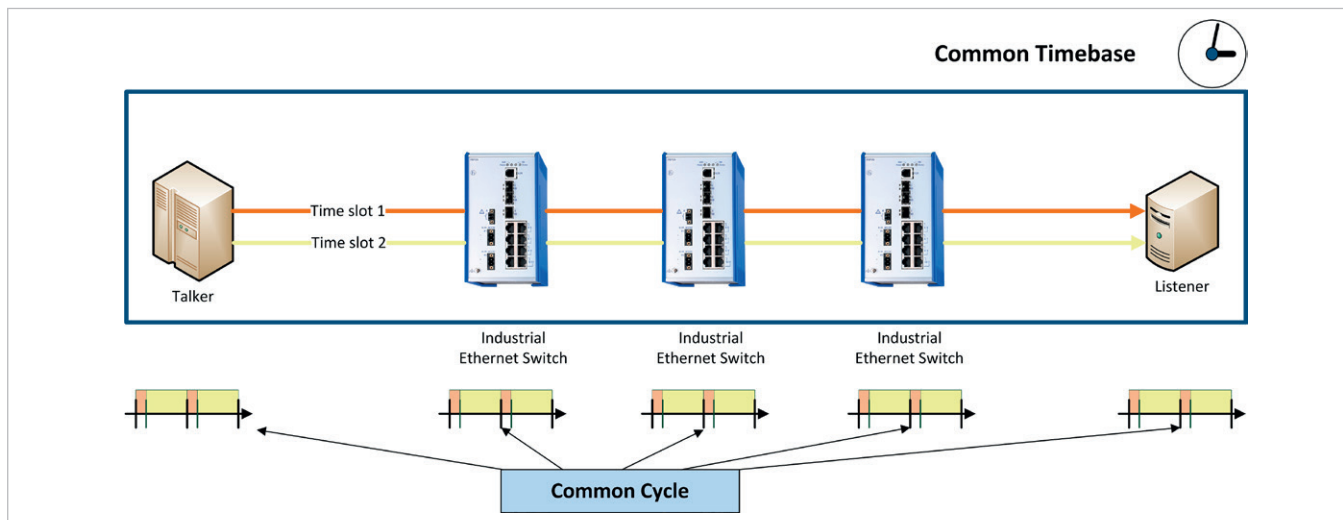 Common Timebase
Time slot 1
Time slot 2
Talker
Listener
Industrial
Ethernet Switch
Industrial
Ethernet Switch
Industrial
Ethernet Switch
Common Cycle